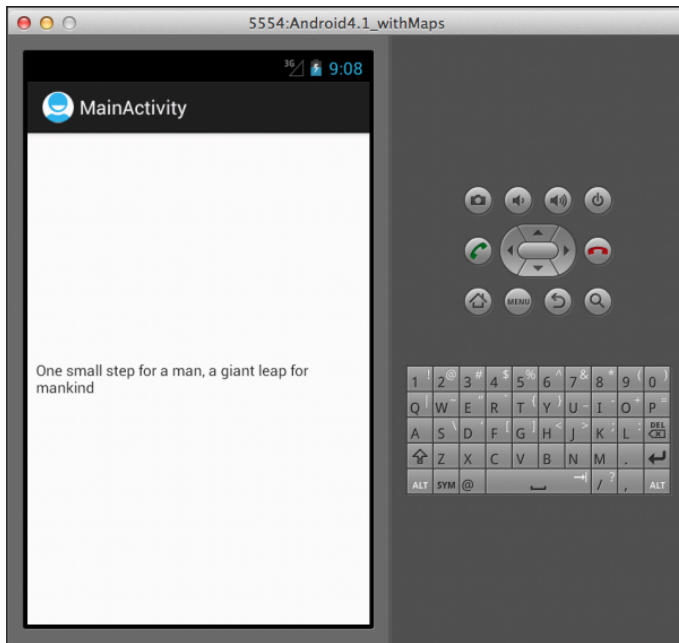 5554:Android4.1_withMaps
3G 9:08
MainActivity
One small step for a man, a giant leap for
mankind
MENU
1 ! 2 @ 3 # 4 $ 5 % 6 ^ 7 & 8 * 9 ( 0 )
Q | W ~ E " R ` T { Y } U _ I - O + P =
A S \ D ' F [ G ] H < J > K ; L : DEL
Z X C V B N M .
ALT SYM @ / ? , ALT